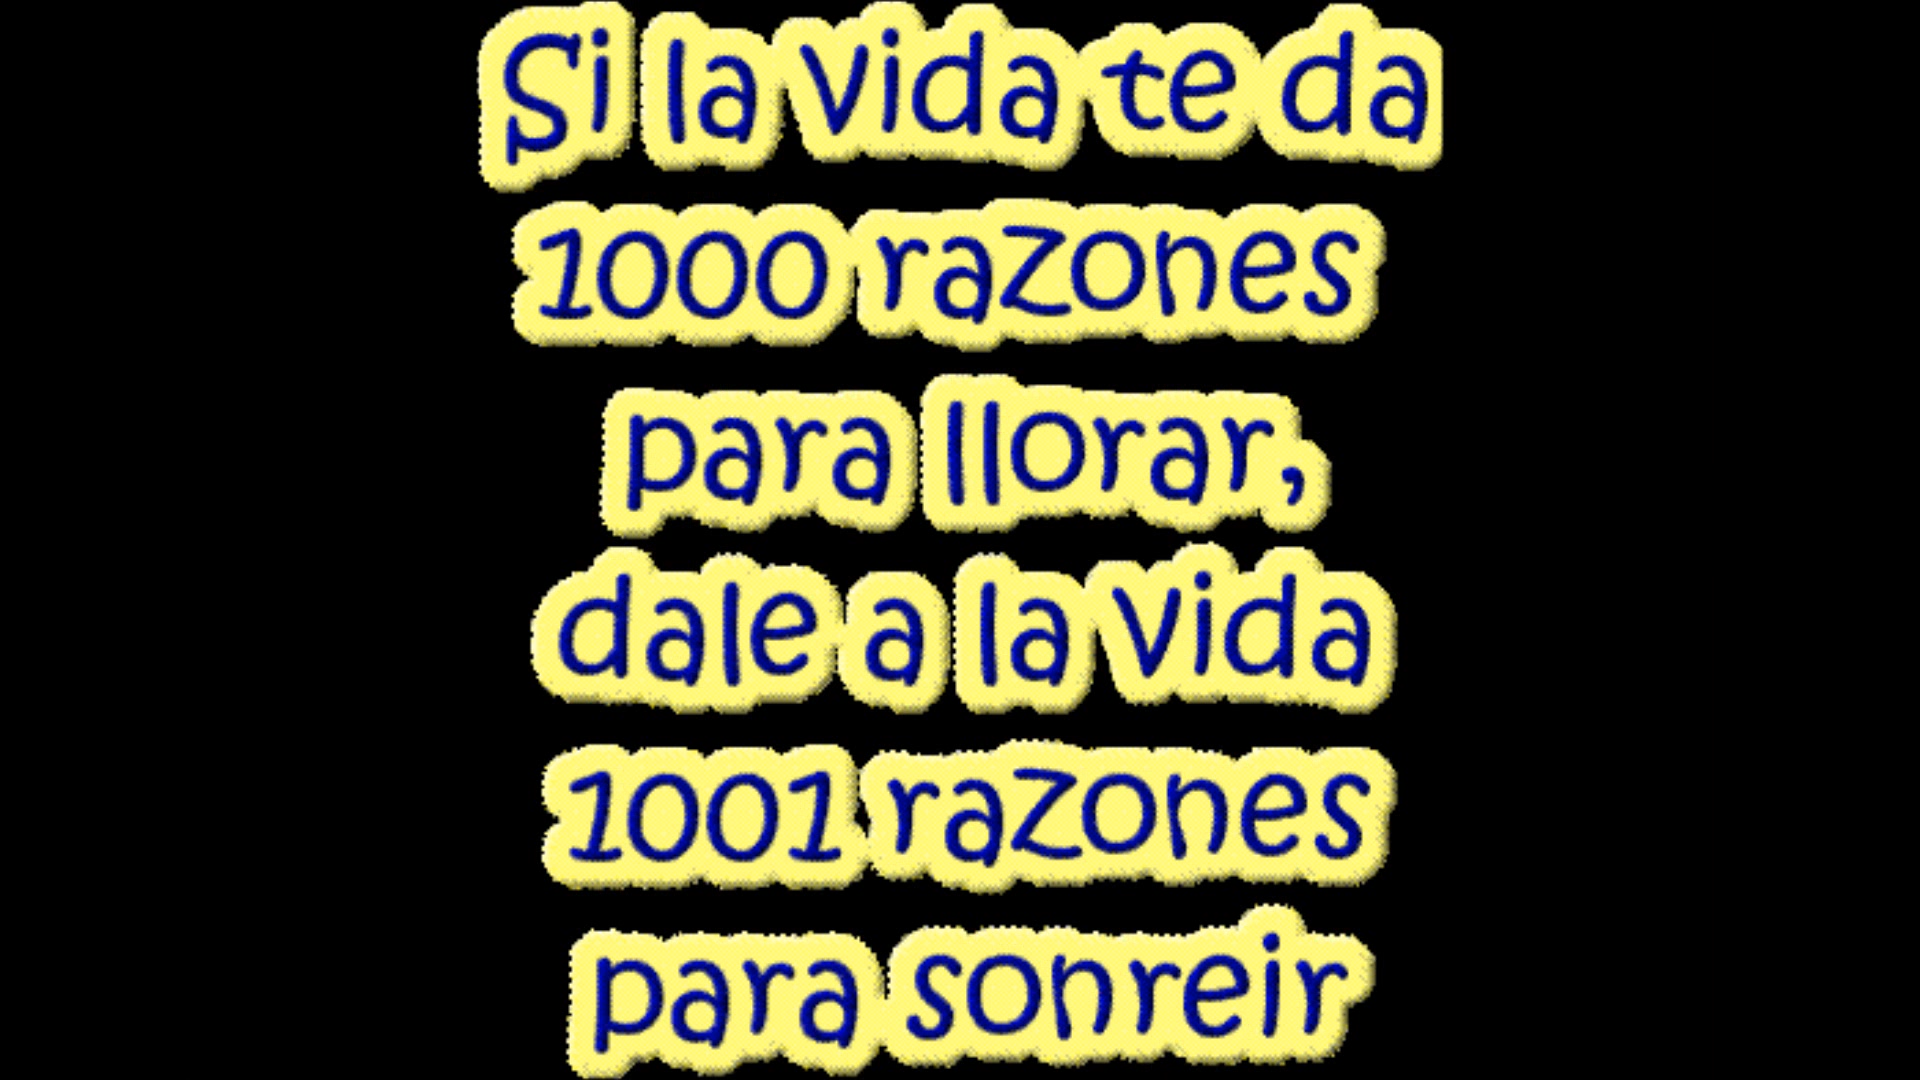 Si la vida te da
1000 razones
para llorar,
dale a la vida
1001 razones
para sonreir